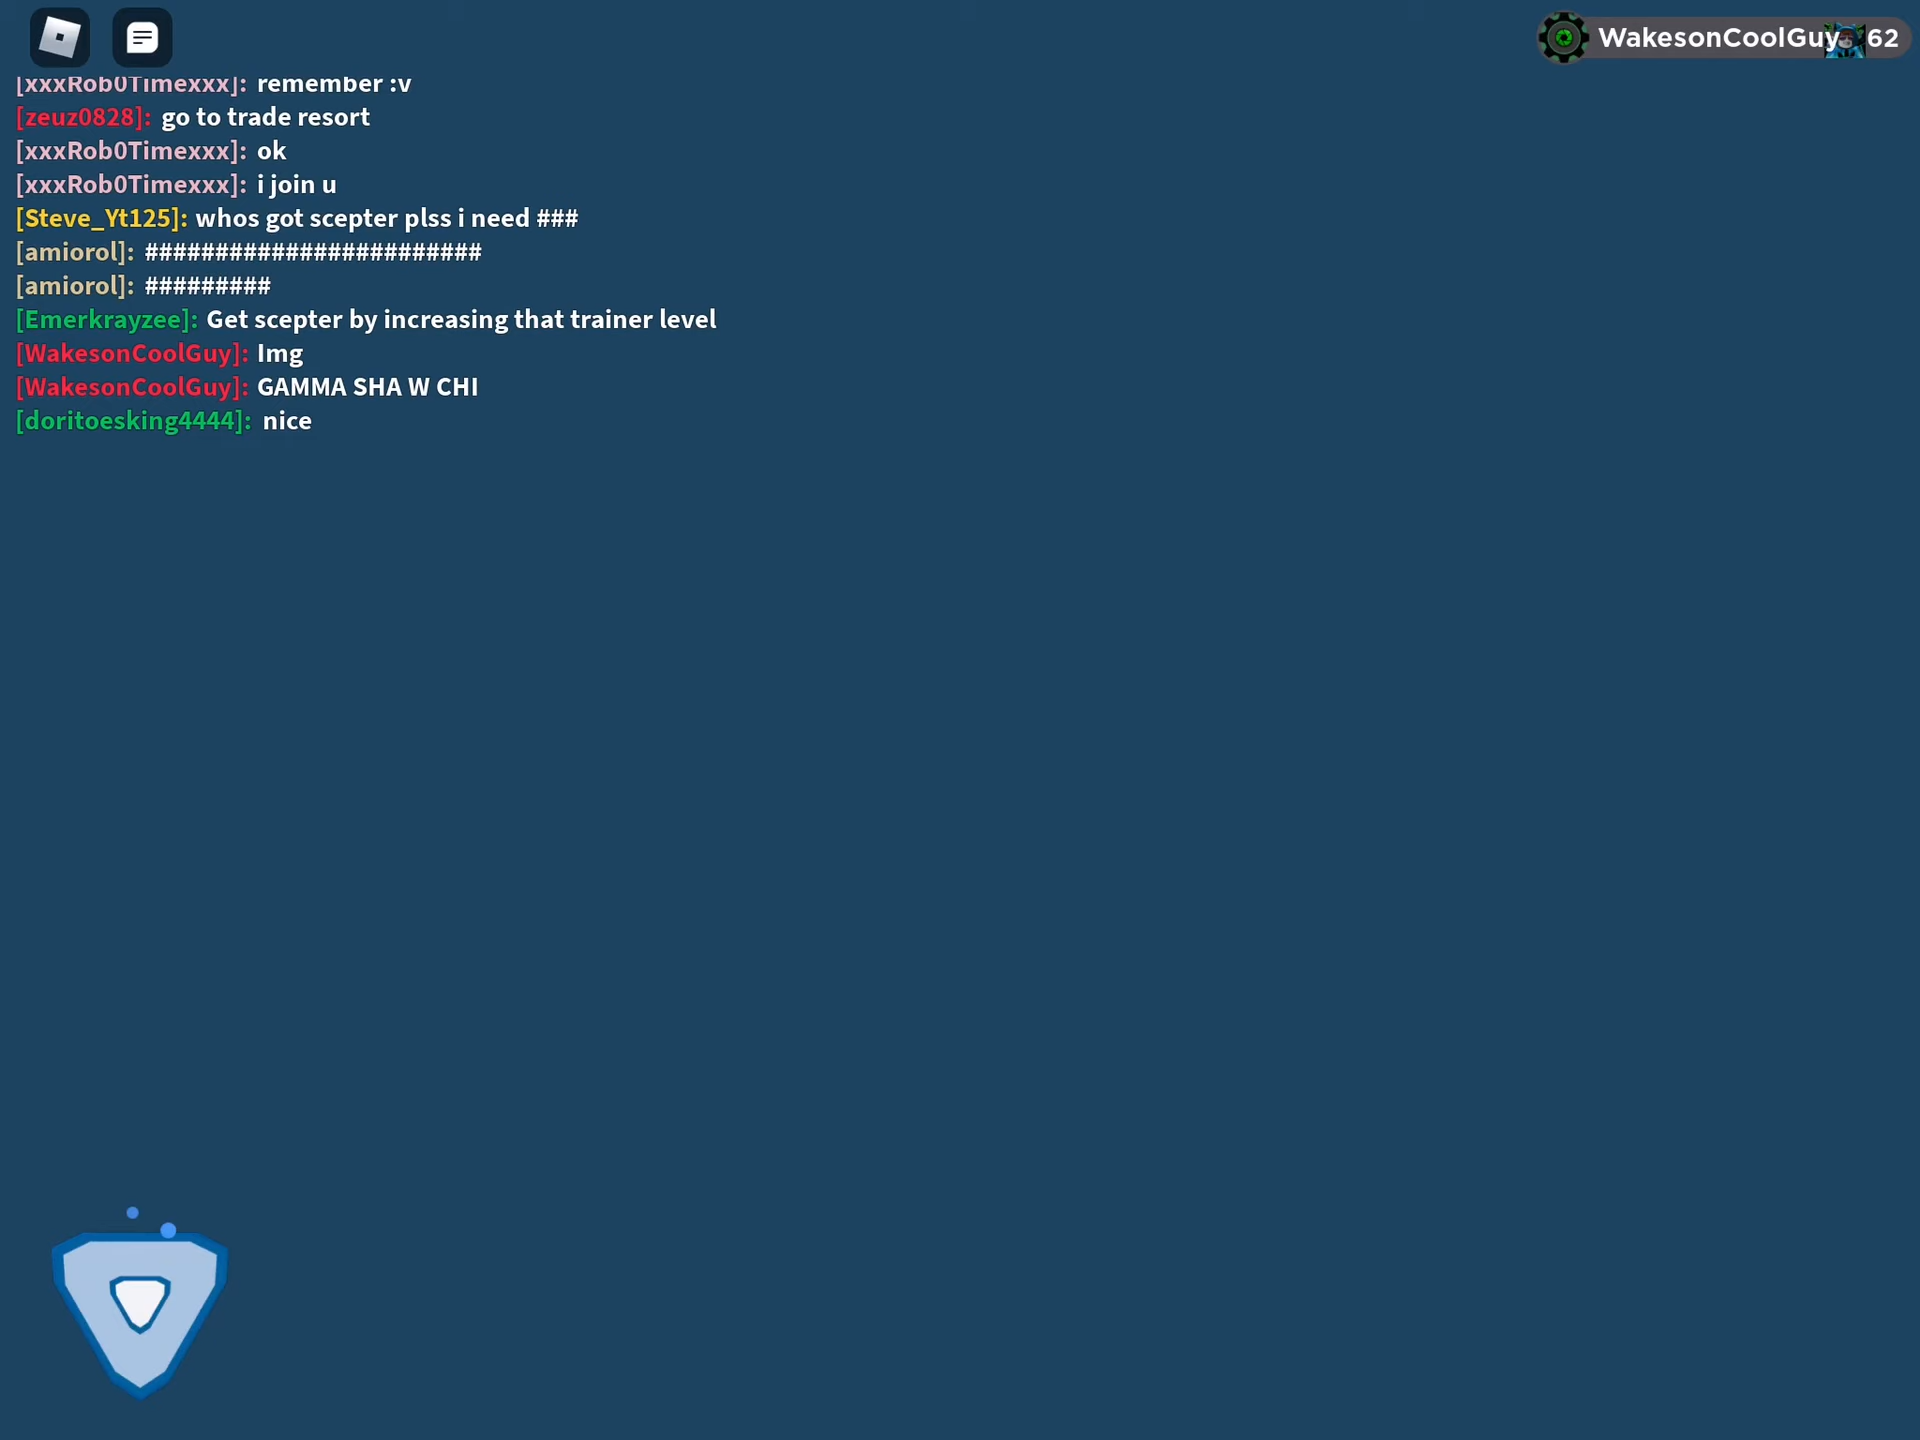 WakesonCoolGuy 62
[xxxRob0Timexxx]: remember :v
[zeuz0828]: go to trade resort
[xxxRob0Timexxx]: ok
[xxxRob0Timexxx]: i join u
[Steve_Yt125]: whos got scepter plss i need ###
[amiorol]: ########################
[amiorol]: #########
[Emerkrayzee]: Get scepter by increasing that trainer level
[WakesonCoolGuy]: Img
[WakesonCoolGuy]: GAMMA SHA W CHI
[doritoesking4444]: nice